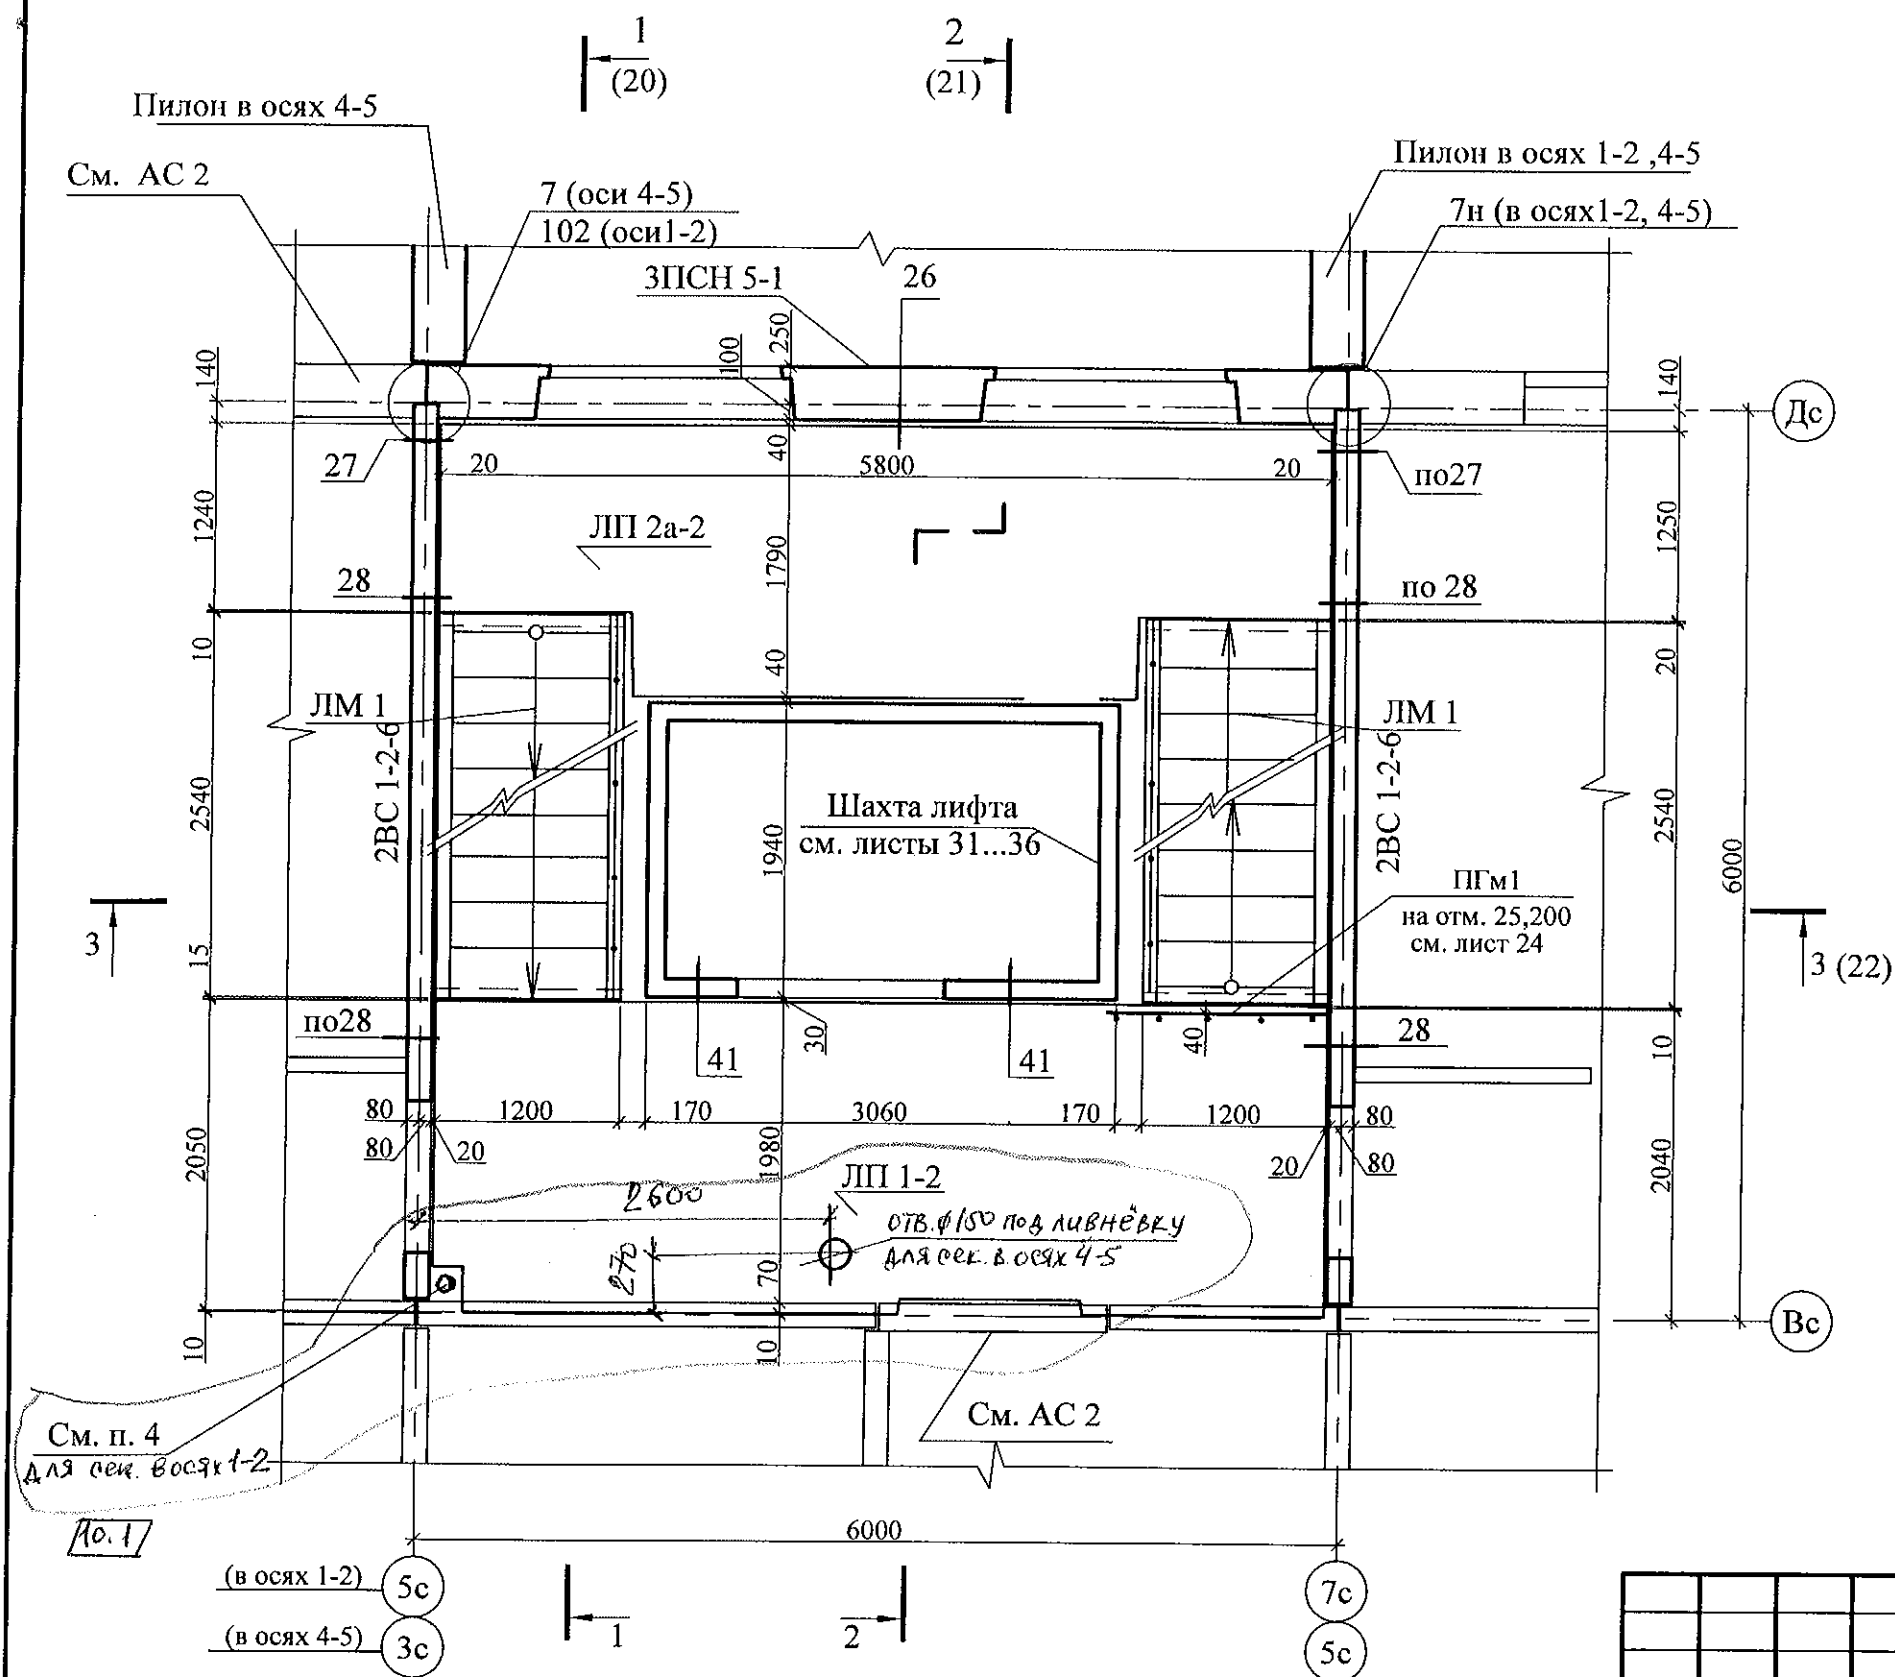 1
(20)
2
(21)
Пилон в осях 4-5
См. АС 2
7 (оси 4-5)
102 (оси1-2)
Пилон в осях 1-2 ,4-5
7н (в осях1-2, 4-5)
3ПСН 5-1
26
250
100
140
140
Дс
27
20
40
5800
20
по27
1240
ЛП 2а-2
1790
1250
28
по 28
10
40
20
ЛМ 1
ЛМ 1
2ВС 1-2-6
2ВС 1-2-6
2540
Шахта лифта
см. листы 31...36
1940
2540
6000
ПГм1
на отм. 25,200
см. лист 24
3
3 (22)
15
по28
30
40
28
41
41
10
80
1200
170
3060
170
1200
80
80
20
20
80
2050
1980
2040
ЛП 1-2
2600
отв. ф150 под ливнёвку
для сек. в осях 4-5
270
70
10
10
Вс
См. п. 4
для сек. в осях 1-2
См. АС 2
6000
(в осях 1-2)
5с
7с
(в осях 4-5)
3с
5с
1
2